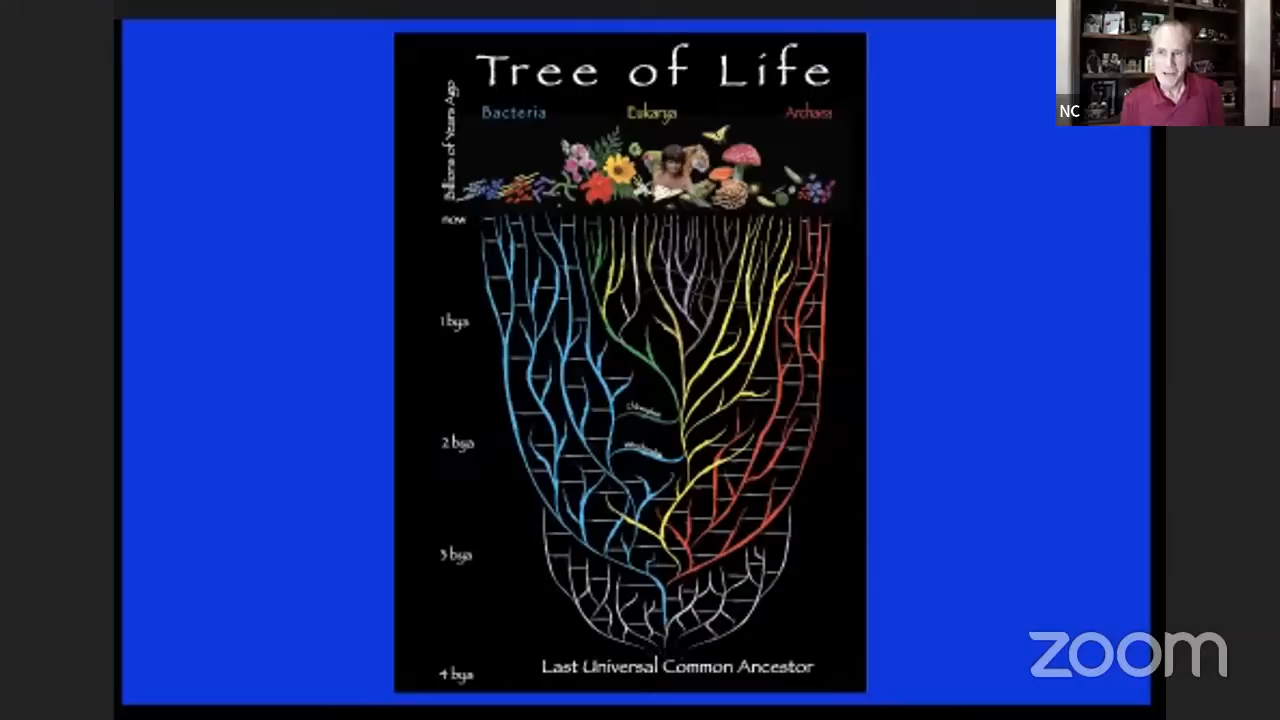 Tree of Life
Billions of Years Ago
Bacteria
Eukarya
Archaea
now
1 bya
2 bya
3 bya
4 bya
Last Universal Common Ancestor
NC
zoom